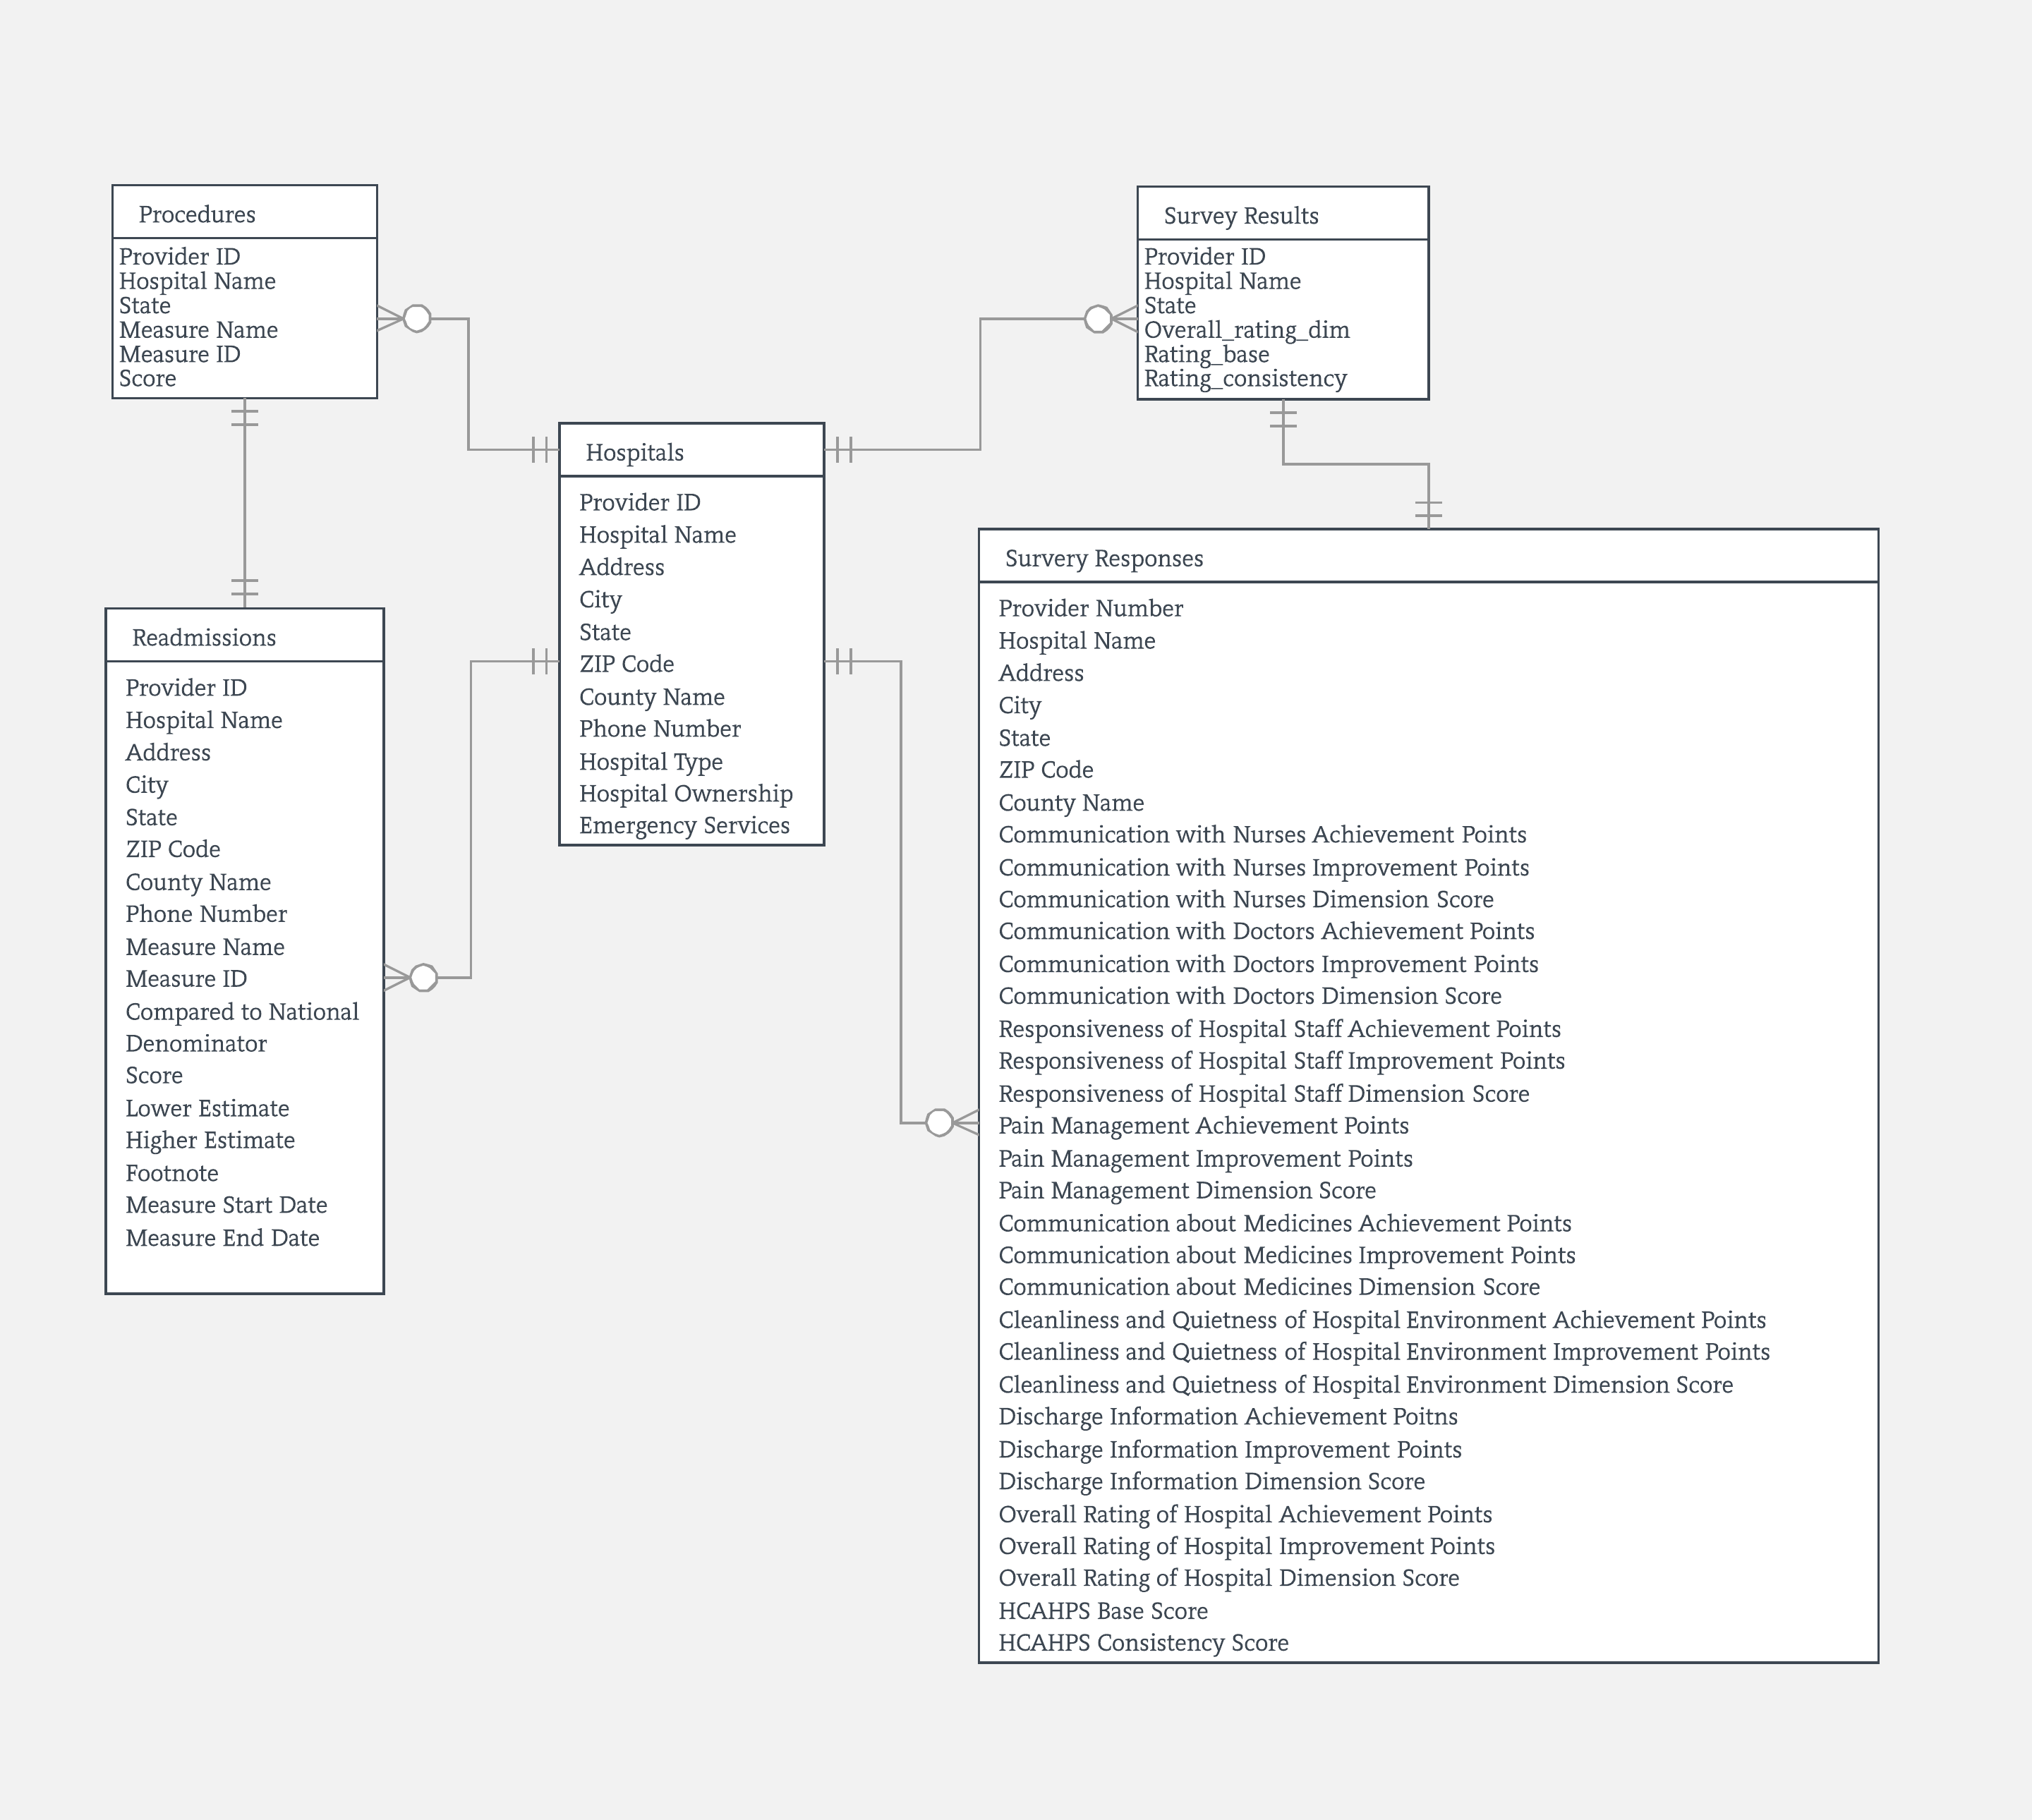 Procedures
Provider ID
Hospital Name
State
Measure Name
Measure ID
Score
Survey Results
Provider ID
Hospital Name
State
Overall_rating_dim
Rating_base
Rating_consistency
Hospitals
Provider ID
Hospital Name
Address
City
State
ZIP Code
County Name
Phone Number
Hospital Type
Hospital Ownership
Emergency Services
Readmissions
Provider ID
Hospital Name
Address
City
State
ZIP Code
County Name
Phone Number
Measure Name
Measure ID
Compared to National
Denominator
Score
Lower Estimate
Higher Estimate
Footnote
Measure Start Date
Measure End Date
Survery Responses
Provider Number
Hospital Name
Address
City
State
ZIP Code
County Name
Communication with Nurses Achievement Points
Communication with Nurses Improvement Points
Communication with Nurses Dimension Score
Communication with Doctors Achievement Points
Communication with Doctors Improvement Points
Communication with Doctors Dimension Score
Responsiveness of Hospital Staff Achievement Points
Responsiveness of Hospital Staff Improvement Points
Responsiveness of Hospital Staff Dimension Score
Pain Management Achievement Points
Pain Management Improvement Points
Pain Management Dimension Score
Communication about Medicines Achievement Points
Communication about Medicines Improvement Points
Communication about Medicines Dimension Score
Cleanliness and Quietness of Hospital Environment Achievement Points
Cleanliness and Quietness of Hospital Environment Improvement Points
Cleanliness and Quietness of Hospital Environment Dimension Score
Discharge Information Achievement Poitns
Discharge Information Improvement Points
Discharge Information Dimension Score
Overall Rating of Hospital Achievement Points
Overall Rating of Hospital Improvement Points
Overall Rating of Hospital Dimension Score
HCAHPS Base Score
HCAHPS Consistency Score